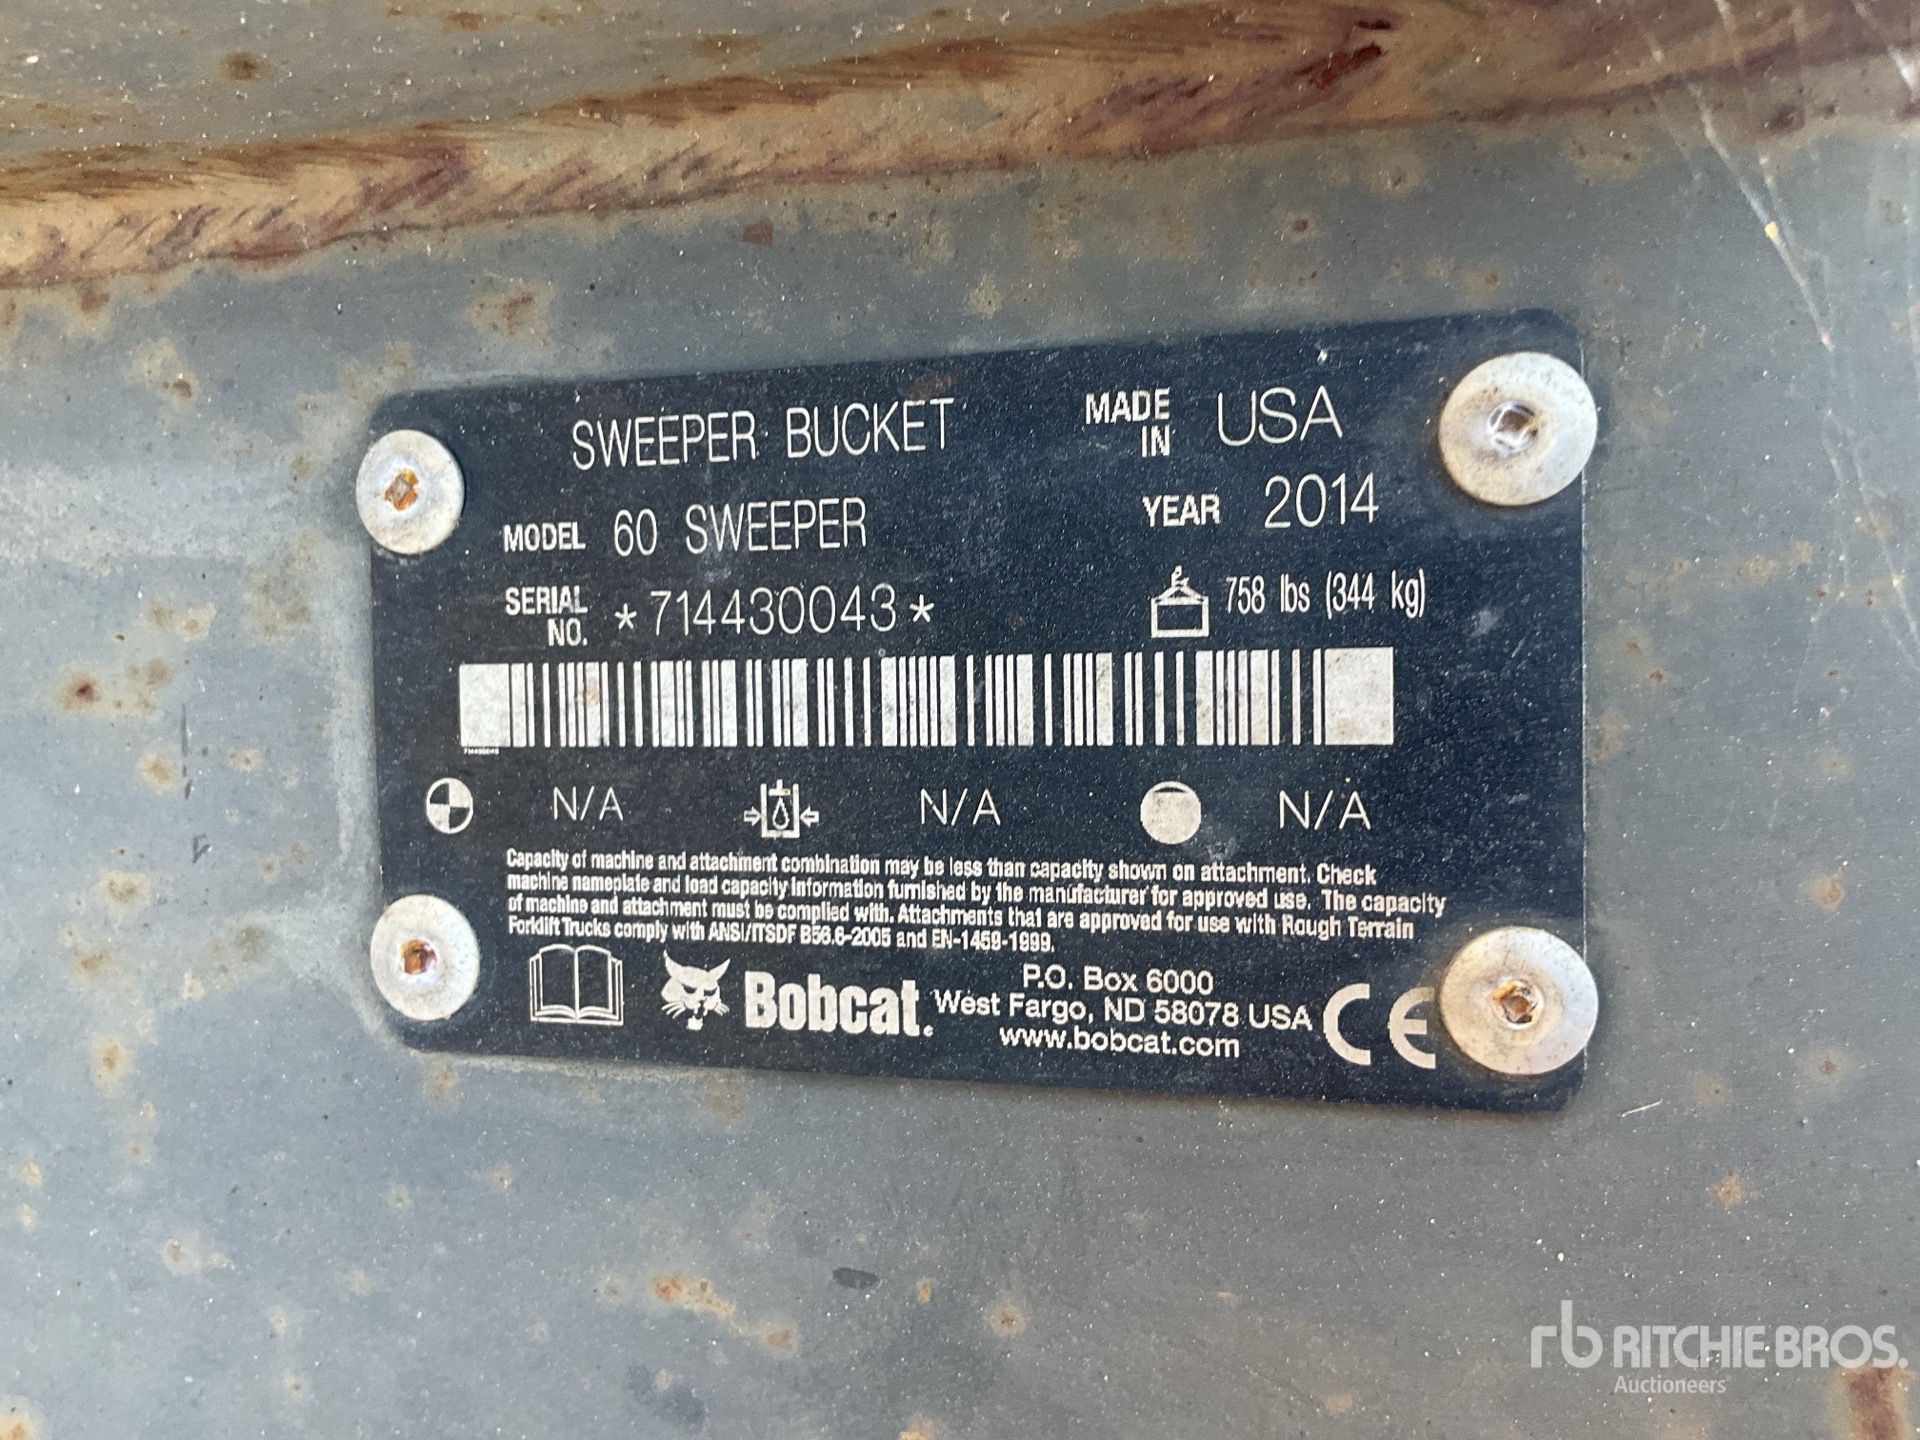 SWEEPER BUCKET
MADE IN USA
MODEL 60 SWEEPER
YEAR 2014
SERIAL NO. *714430043*
758 lbs (344 kg)
714430043
N/A N/A N/A
Capacity of machine and attachment combination may be less than capacity shown on attachment. Check
machine nameplate and load capacity information furnished by the manufacturer for approved use. The capacity
of machine and attachment must be complied with. Attachments that are approved for use with Rough Terrain
Forklift Trucks comply with ANSI/ITSDF B56.6-2005 and EN-1459-1999.
Bobcat.
P.O. Box 6000
West Fargo, ND 58078 USA
www.bobcat.com
CE
rb RITCHIE BROS.
Auctioneers